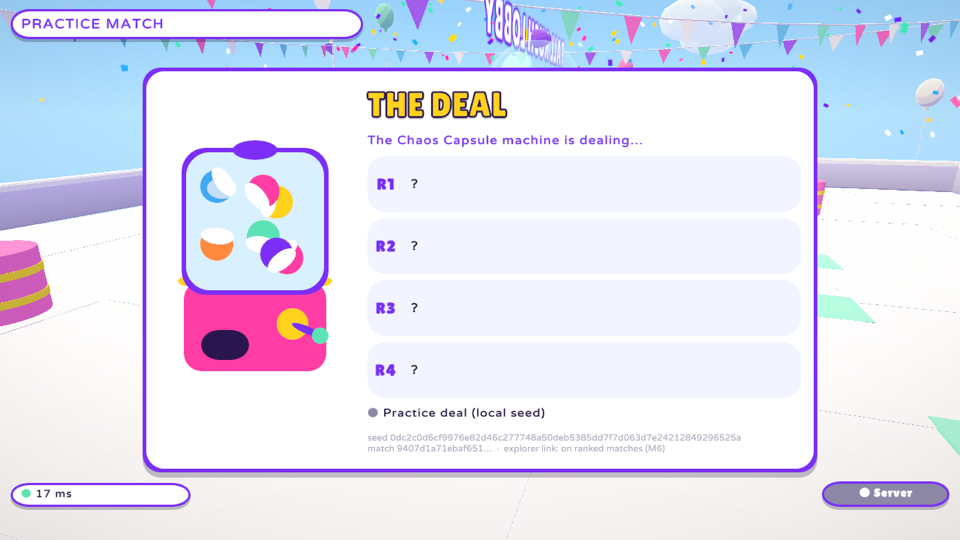 PRACTICE MATCH
THE DEAL
The Chaos Capsule machine is dealing...
R1 ?
R2 ?
R3 ?
R4 ?
Practice deal (local seed)
seed 0dc2c0d6cf9976e82d46c277748a50deb5385dd7f7d063d7e24212849296525a
match 9407d1a71ebaf651... · explorer link: on ranked matches (M6)
17 ms
Server